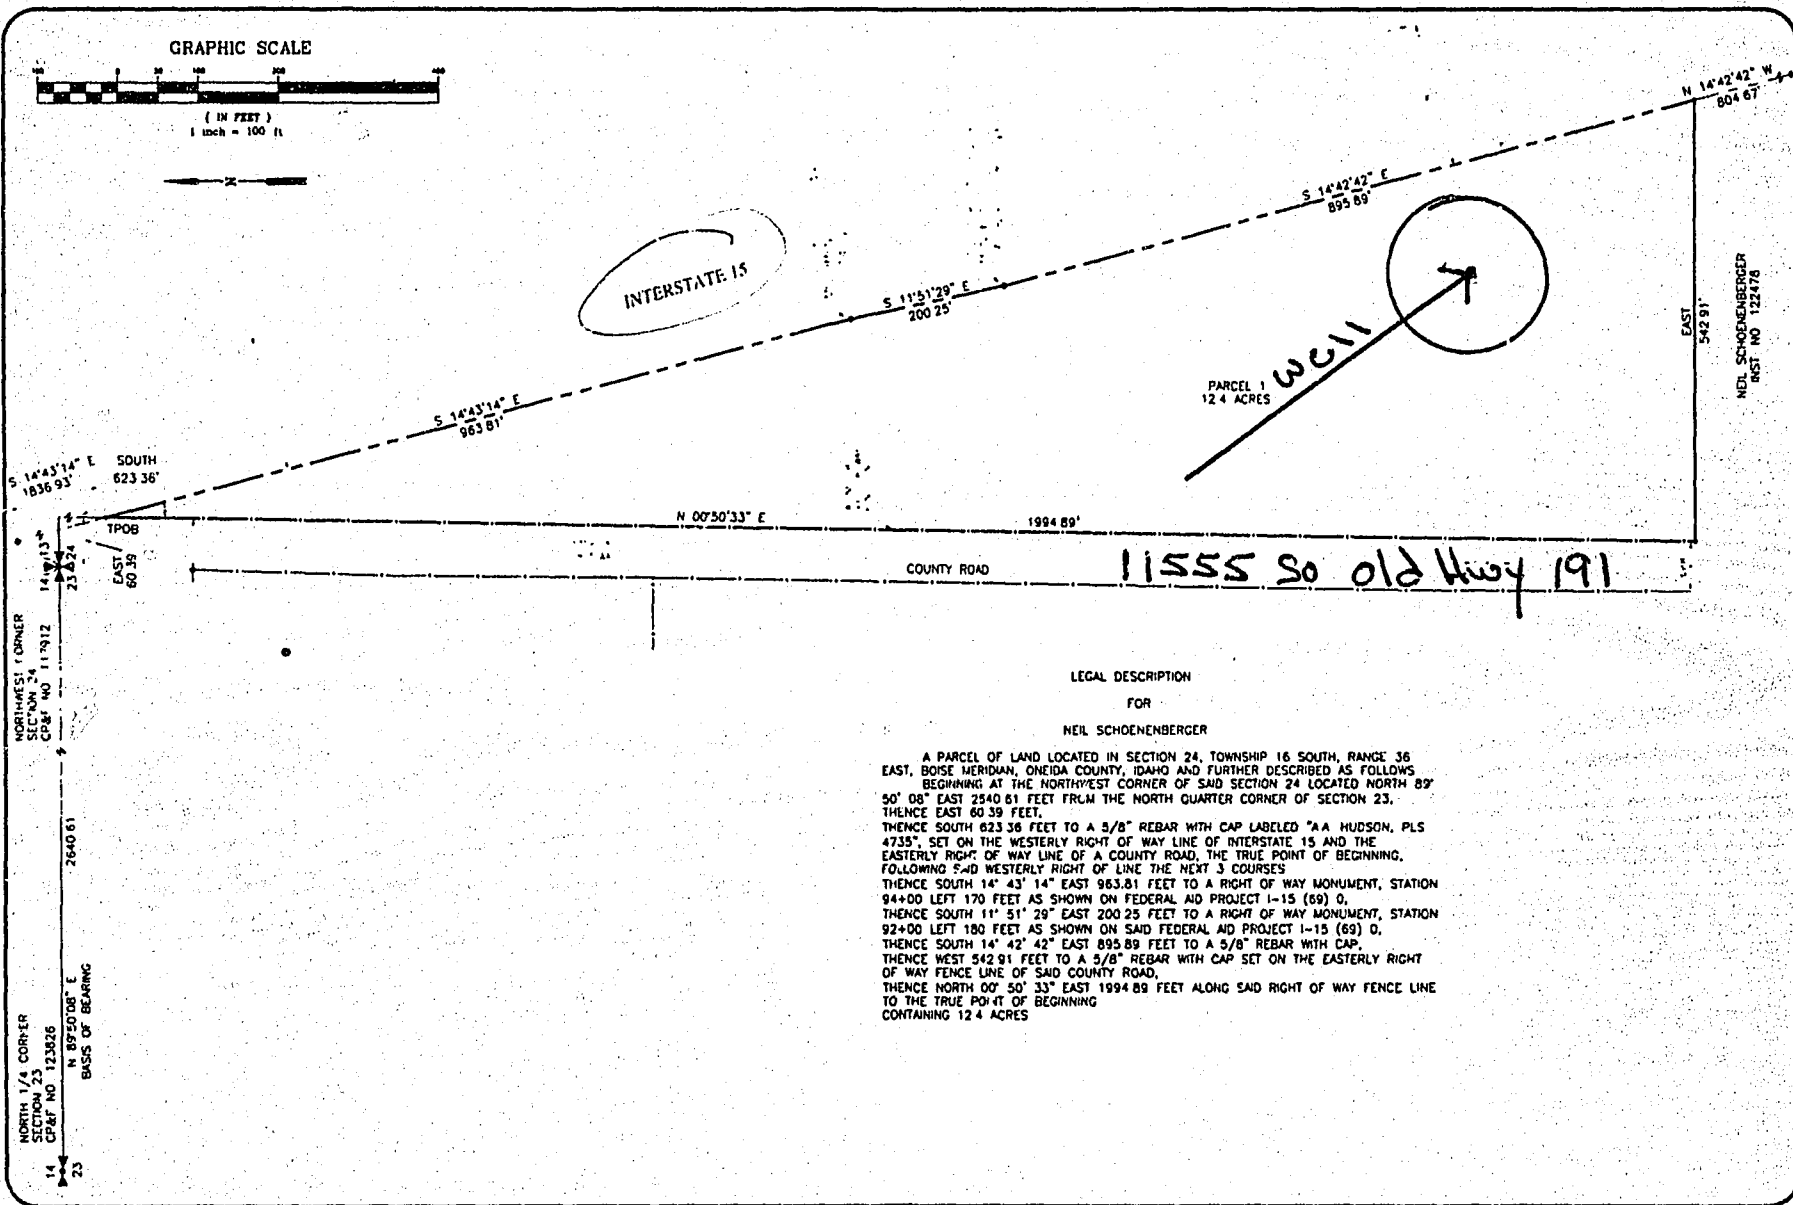 GRAPHIC SCALE
( IN FEET )
1 inch = 100 ft
N
INTERSTATE 15
N 14°42'42" W
804 67'
S 14°42'42" E
895 89'
S 11°51'29" E
200 25'
S 14°43'14" E
963 81'
S 14°43'14" E
1836 93'
SOUTH
623 36'
TPOB
EAST
60 39
N 00°50'33" E
1994 89'
COUNTY ROAD
11555 So old Hwy 191
PARCEL 1
12 4 ACRES
well
EAST
542 91'
NEIL SCHOENENBERGER
INST NO 122478
14 13
23 24
NORTHWEST CORNER
SECTION 24
CP&F NO 117912
2640 61
N 89°50'08" E
BASIS OF BEARING
NORTH 1/4 CORNER
SECTION 23
CP&F NO 123826
14
23
LEGAL DESCRIPTION
FOR
NEIL SCHOENENBERGER
A PARCEL OF LAND LOCATED IN SECTION 24, TOWNSHIP 16 SOUTH, RANGE 36
EAST, BOISE MERIDIAN, ONEIDA COUNTY, IDAHO AND FURTHER DESCRIBED AS FOLLOWS
BEGINNING AT THE NORTHWEST CORNER OF SAID SECTION 24 LOCATED NORTH 89°
50' 08" EAST 2640 61 FEET FROM THE NORTH QUARTER CORNER OF SECTION 23,
THENCE EAST 60 39 FEET,
THENCE SOUTH 623 36 FEET TO A 5/8" REBAR WITH CAP LABELED "A A HUDSON, PLS
4735", SET ON THE WESTERLY RIGHT OF WAY LINE OF INTERSTATE 15 AND THE
EASTERLY RIGHT OF WAY LINE OF A COUNTY ROAD, THE TRUE POINT OF BEGINNING,
FOLLOWING SAID WESTERLY RIGHT OF LINE THE NEXT 3 COURSES
THENCE SOUTH 14° 43' 14" EAST 963.81 FEET TO A RIGHT OF WAY MONUMENT, STATION
94+00 LEFT 170 FEET AS SHOWN ON FEDERAL AID PROJECT I-15 (69) 0,
THENCE SOUTH 11° 51' 29" EAST 200 25 FEET TO A RIGHT OF WAY MONUMENT, STATION
92+00 LEFT 180 FEET AS SHOWN ON SAID FEDERAL AID PROJECT I-15 (69) 0,
THENCE SOUTH 14° 42' 42" EAST 895 89 FEET TO A 5/8" REBAR WITH CAP,
THENCE WEST 542 91 FEET TO A 5/8" REBAR WITH CAP SET ON THE EASTERLY RIGHT
OF WAY FENCE LINE OF SAID COUNTY ROAD,
THENCE NORTH 00° 50' 33" EAST 1994 89 FEET ALONG SAID RIGHT OF WAY FENCE LINE
TO THE TRUE POINT OF BEGINNING
CONTAINING 12 4 ACRES